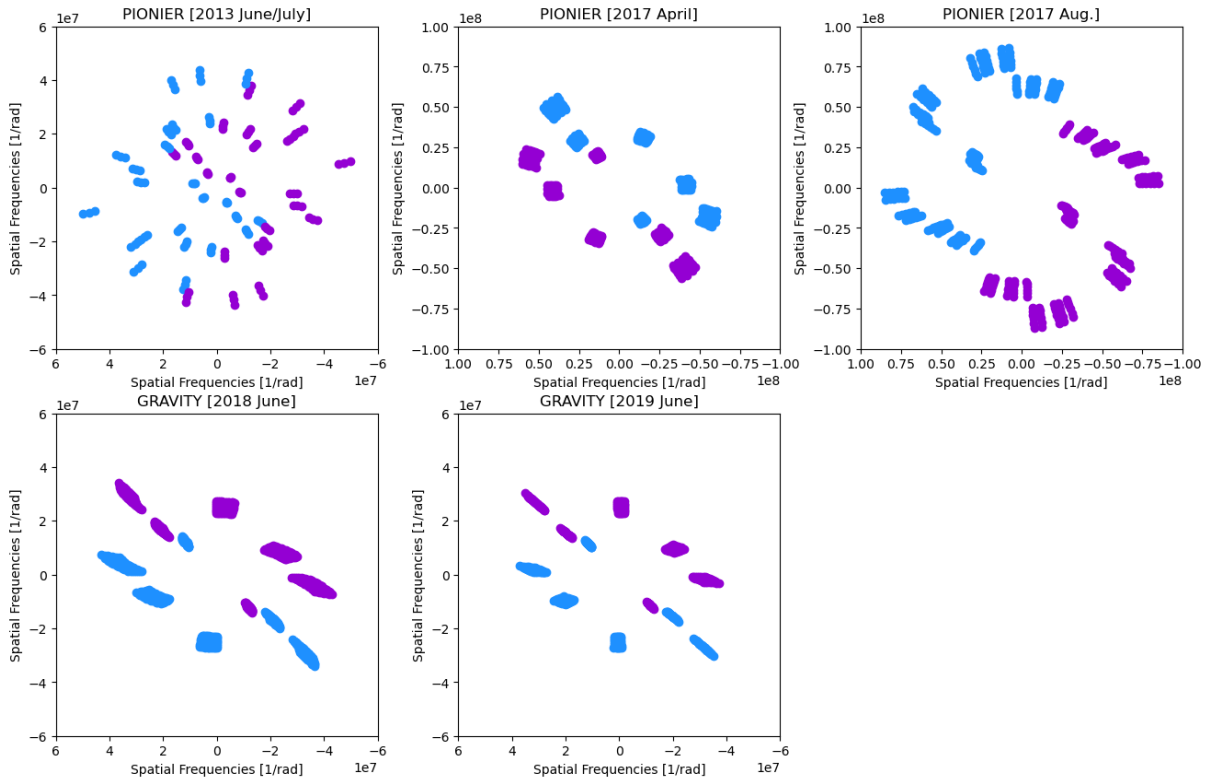 PIONIER [2013 June/July]
PIONIER [2017 April]
PIONIER [2017 Aug.]
6 1e7
4
2
0
−2
−4
−6
6 4 2 0 −2 −4 −6
1e7
Spatial Frequencies [1/rad]
Spatial Frequencies [1/rad]
1e8
1.00
0.75
0.50
0.25
0.00
−0.25
−0.50
−0.75
−1.00
1.00 0.75 0.50 0.25 0.00 −0.25 −0.50 −0.75 −1.00
1e8
Spatial Frequencies [1/rad]
Spatial Frequencies [1/rad]
1e8
1.00
0.75
0.50
0.25
0.00
−0.25
−0.50
−0.75
−1.00
1.00 0.75 0.50 0.25 0.00 −0.25 −0.50 −0.75 −1.00
1e8
Spatial Frequencies [1/rad]
Spatial Frequencies [1/rad]
GRAVITY [2018 June]
GRAVITY [2019 June]
6 1e7
4
2
0
−2
−4
−6
6 4 2 0 −2 −4 −6
1e7
Spatial Frequencies [1/rad]
Spatial Frequencies [1/rad]
6 1e7
4
2
0
−2
−4
−6
6 4 2 0 −2 −4 −6
1e7
Spatial Frequencies [1/rad]
Spatial Frequencies [1/rad]